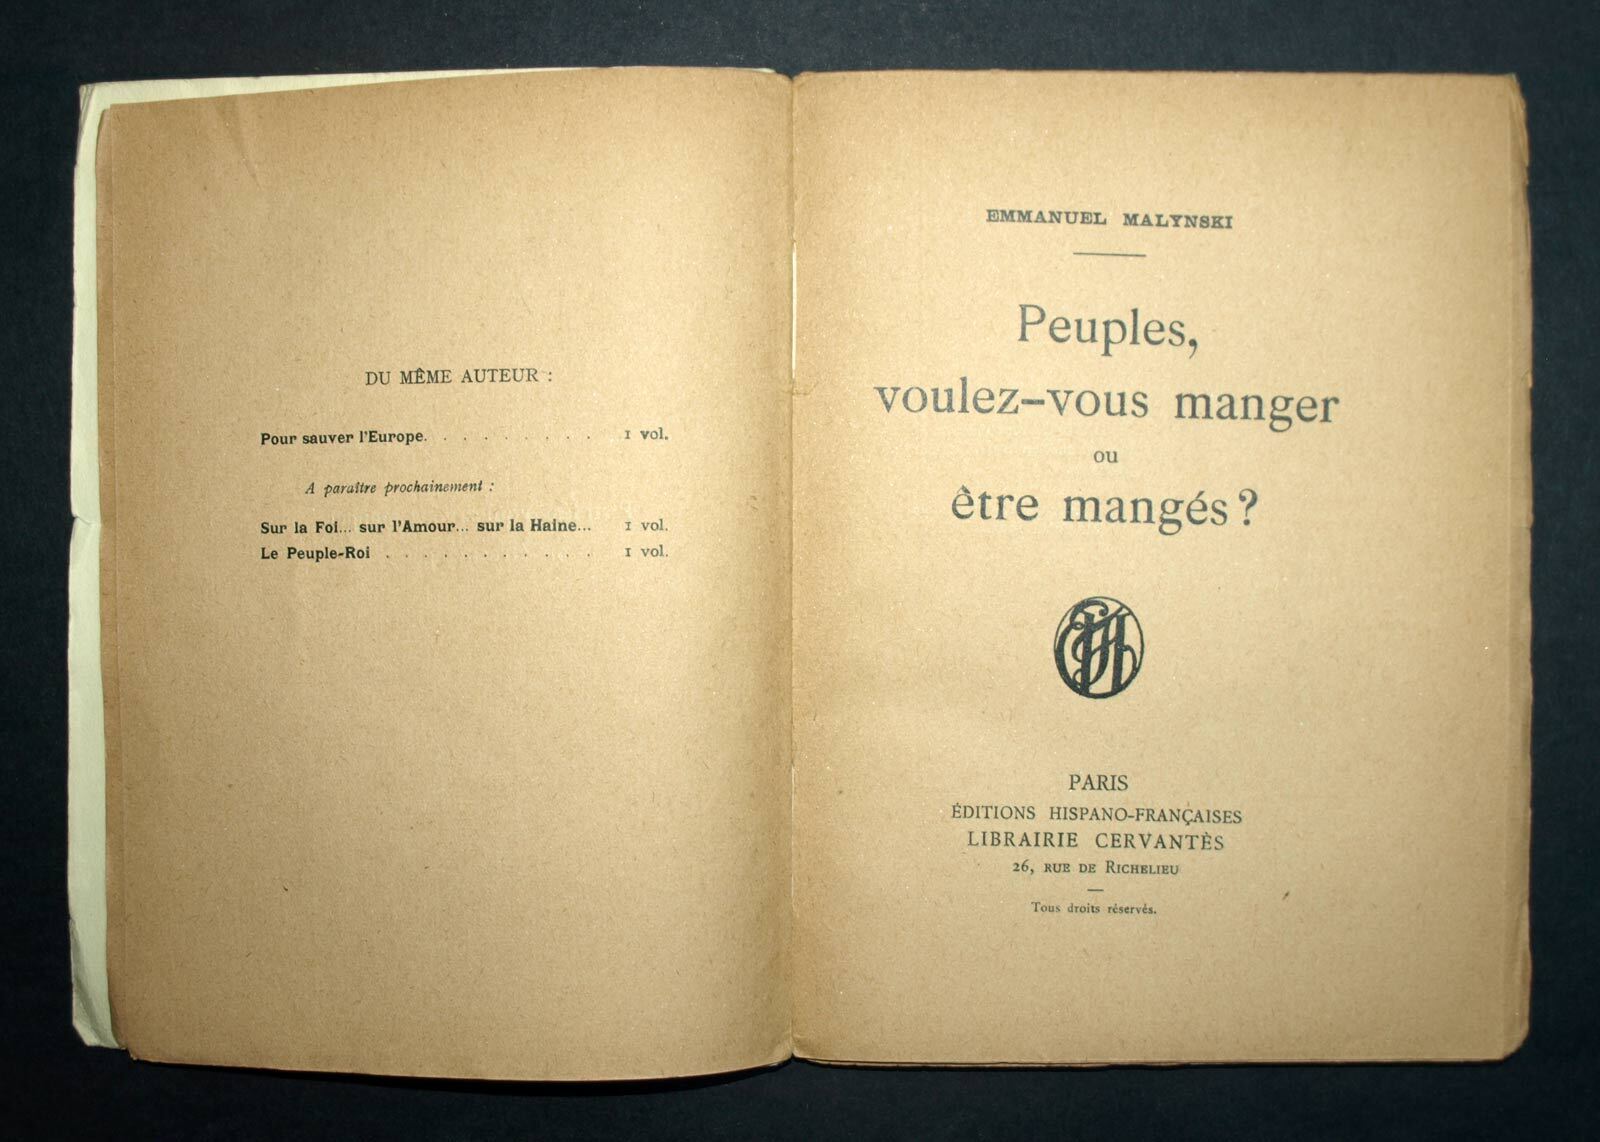 DU MÊME AUTEUR :
Pour sauver l'Europe. . . . . . . . . 1 vol.
A paraître prochainement :
Sur la Foi... sur l'Amour... sur la Haine... 1 vol.
Le Peuple-Roi . . . . . . . . . . . 1 vol.
EMMANUEL MALYNSKI
Peuples,
voulez-vous manger
ou
être mangés ?
PARIS
ÉDITIONS HISPANO-FRANÇAISES
LIBRAIRIE CERVANTÈS
26, RUE DE RICHELIEU
Tous droits réservés.